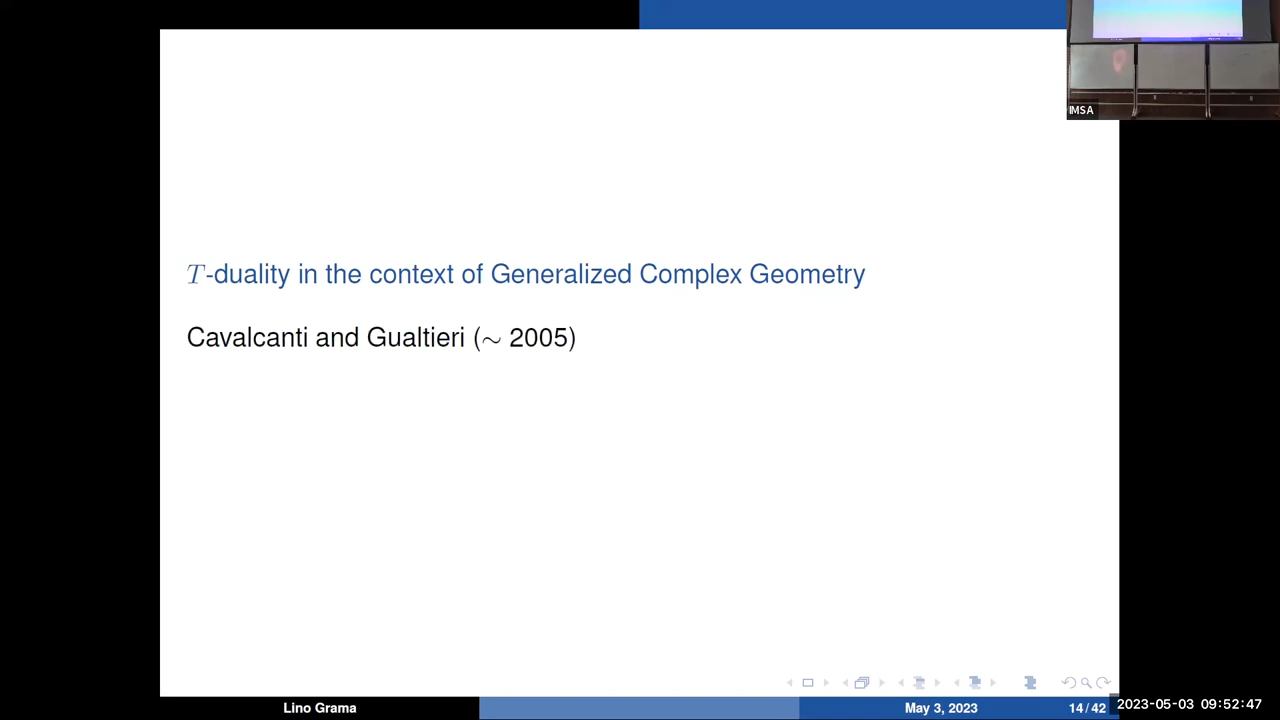 IMSA
T-duality in the context of Generalized Complex Geometry
Cavalcanti and Gualtieri (∼ 2005)
Lino Grama
May 3, 2023
14 / 42
2023-05-03 09:52:47